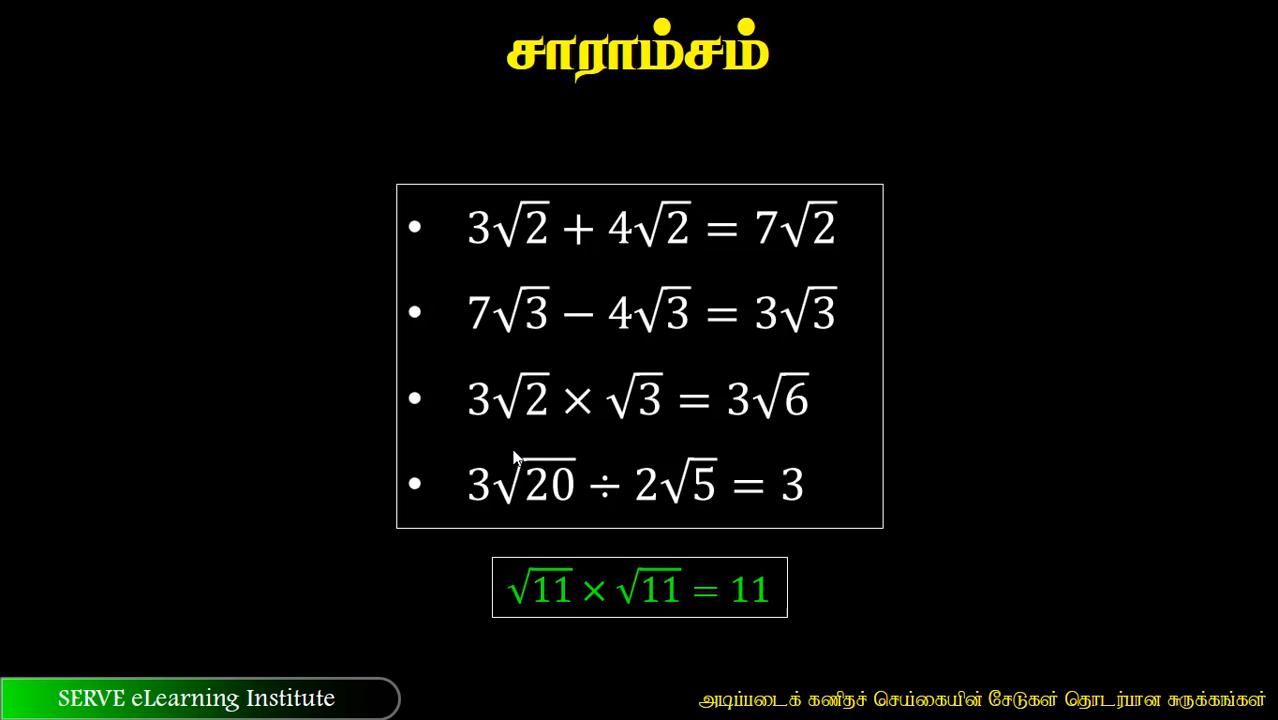 சாராம்சம்
• 3√2 + 4√2 = 7√2
• 7√3 − 4√3 = 3√3
• 3√2 × √3 = 3√6
• 3√20 ÷ 2√5 = 3
√11 × √11 = 11
SERVE eLearning Institute
அடிப்படைக் கணிதச் செய்கையின் சேடுகள் தொடர்பான சுருக்கங்கள்